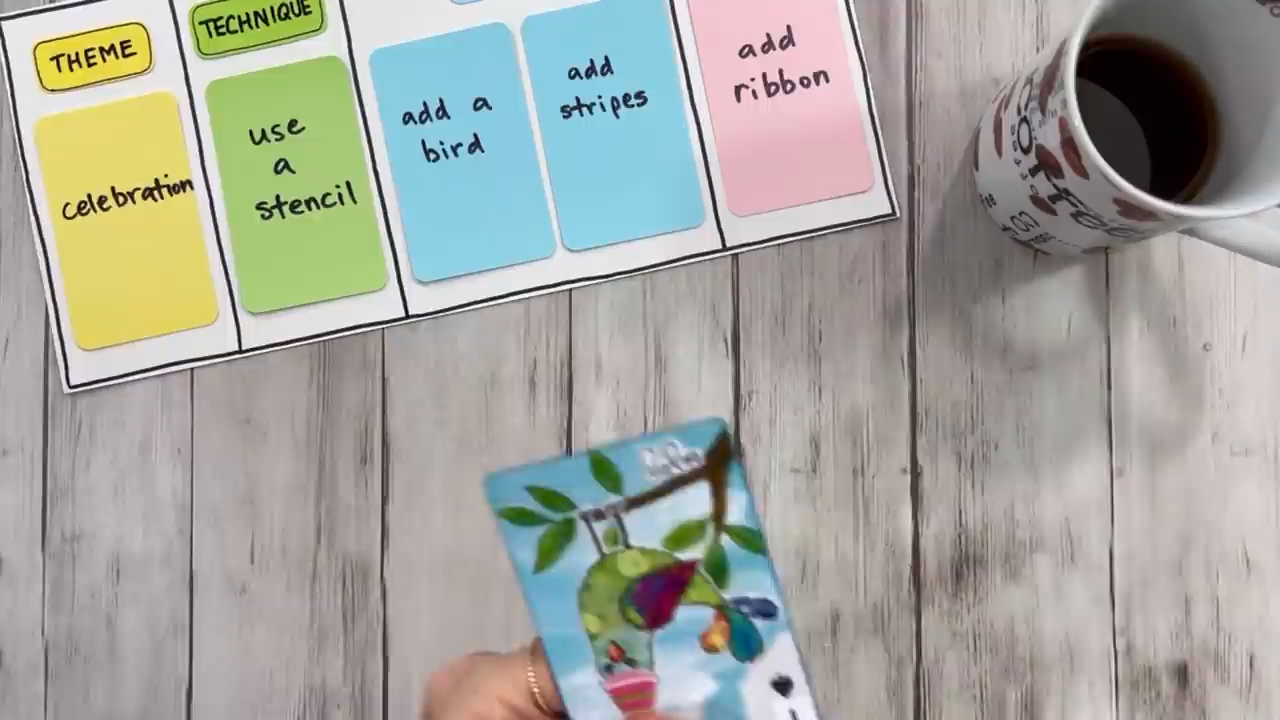 THEME
TECHNIQUE
celebration
use
a
stencil
add a
bird
add
stripes
add
ribbon